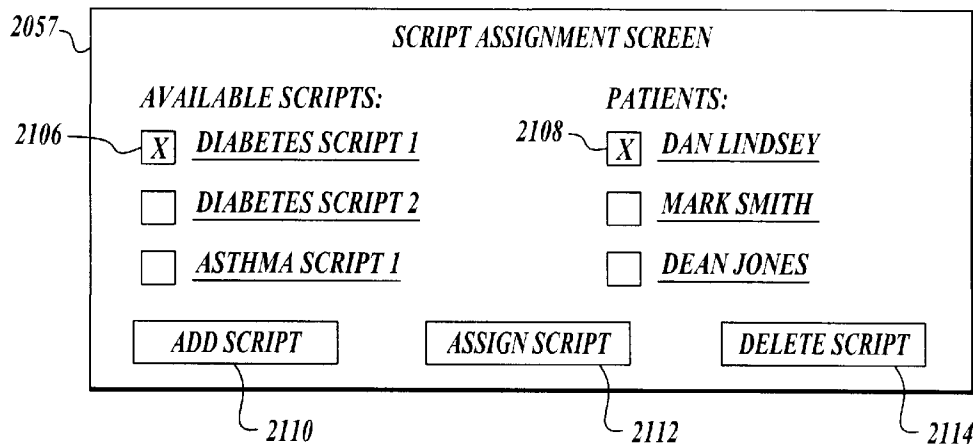 2057
SCRIPT ASSIGNMENT SCREEN
AVAILABLE SCRIPTS: PATIENTS:
2106 X DIABETES SCRIPT 1 2108 X DAN LINDSEY
DIABETES SCRIPT 2 MARK SMITH
ASTHMA SCRIPT 1 DEAN JONES
ADD SCRIPT ASSIGN SCRIPT DELETE SCRIPT
2110 2112 2114